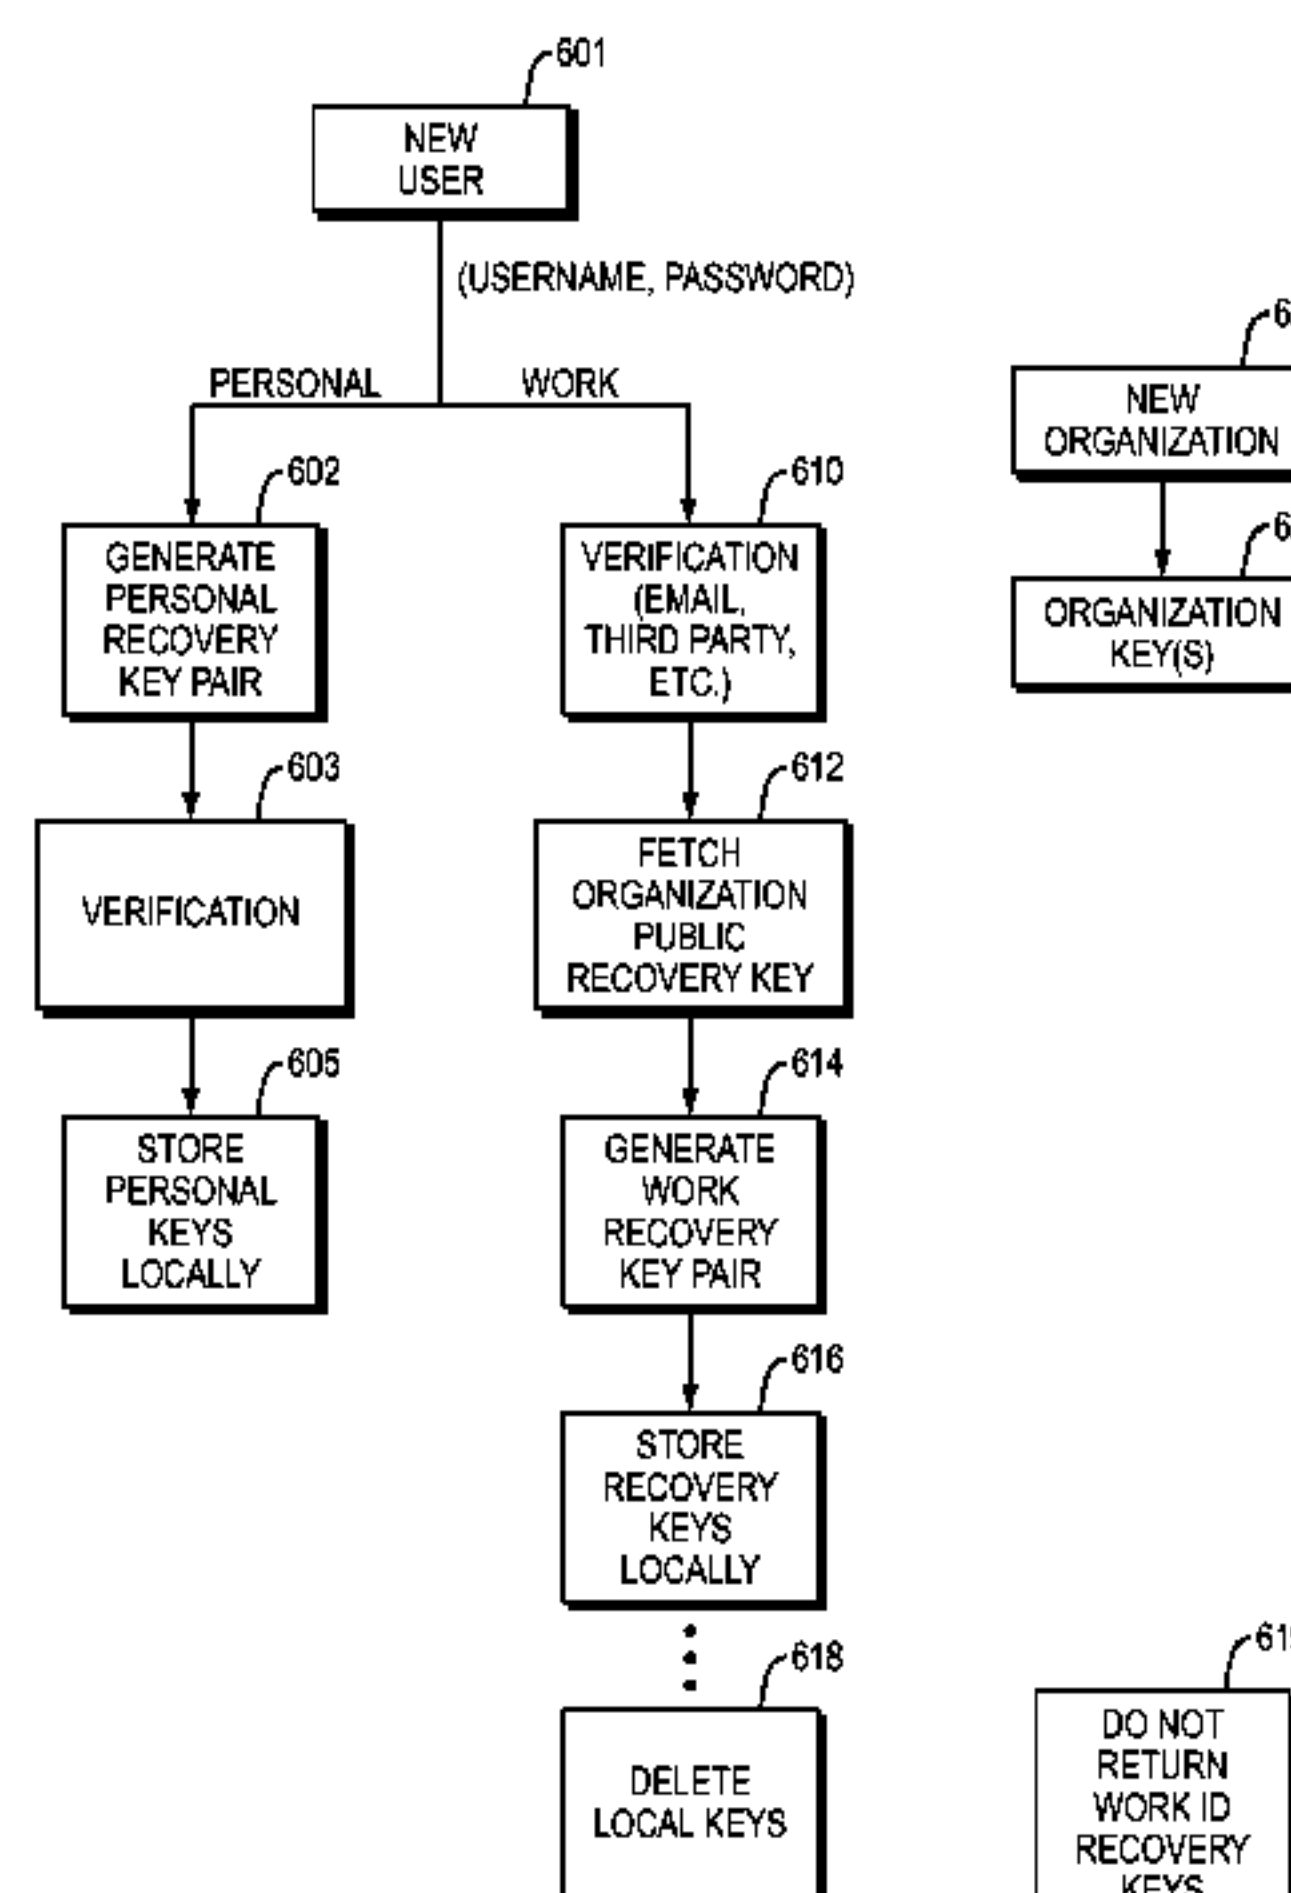 601
NEW
USER
(USERNAME, PASSWORD)
PERSONAL
WORK
602
GENERATE
PERSONAL
RECOVERY
KEY PAIR
603
VERIFICATION
605
STORE
PERSONAL
KEYS
LOCALLY
610
VERIFICATION
(EMAIL,
THIRD PARTY,
ETC.)
612
FETCH
ORGANIZATION
PUBLIC
RECOVERY KEY
614
GENERATE
WORK
RECOVERY
KEY PAIR
616
STORE
RECOVERY
KEYS
LOCALLY
618
DELETE
LOCAL KEYS
NEW
ORGANIZATION
ORGANIZATION
KEY(S)
DO NOT
RETURN
WORK ID
RECOVERY
KEYS